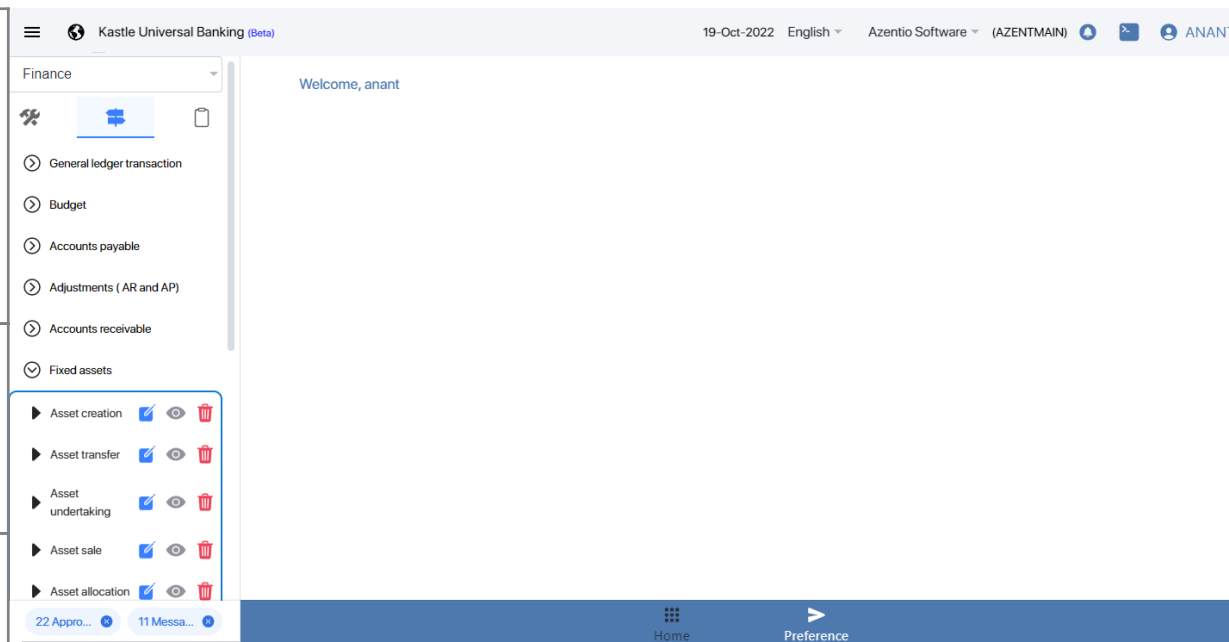 Kastle Universal Banking (Beta)
19-Oct-2022 English Azentio Software (AZENTMAIN) ANANT
Finance
Welcome, anant
General ledger transaction
Budget
Accounts payable
Adjustments ( AR and AP)
Accounts receivable
Fixed assets
Asset creation
Asset transfer
Asset
undertaking
Asset sale
Asset allocation
22 Appro... 11 Messa...
Home Preference